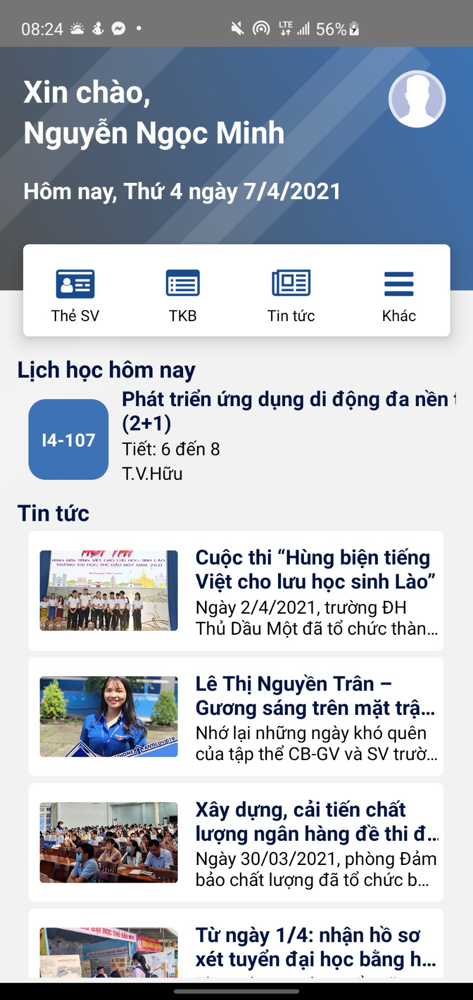 08:24
LTE
56%
Xin chào,
Nguyễn Ngọc Minh
Hôm nay, Thứ 4 ngày 7/4/2021
Thẻ SV
TKB
Tin tức
Khác
Lịch học hôm nay
I4-107
Phát triển ứng dụng di động đa nền t
(2+1)
Tiết: 6 đến 8
T.V.Hữu
Tin tức
HỘI THI
HÙNG BIỆN TIẾNG VIỆT CHO LƯU HỌC SINH LÀO
TRƯỜNG ĐẠI HỌC THỦ DẦU MỘT NĂM 2021
Cuộc thi “Hùng biện tiếng
Việt cho lưu học sinh Lào”
Ngày 2/4/2021, trường ĐH
Thủ Dầu Một đã tổ chức thàn...
ATHOME
ANTICOVID19
Lê Thị Nguyền Trân –
Gương sáng trên mặt trậ...
Nhớ lại những ngày khó quên
của tập thể CB-GV và SV trườ...
Xây dựng, cải tiến chất
lượng ngân hàng đề thi đ...
Ngày 30/03/2021, phòng Đảm
bảo chất lượng đã tổ chức b...
ĐẠI HỌC THỦ DẦU MỘT
Từ ngày 1/4: nhận hồ sơ
xét tuyển đại học bằng h...